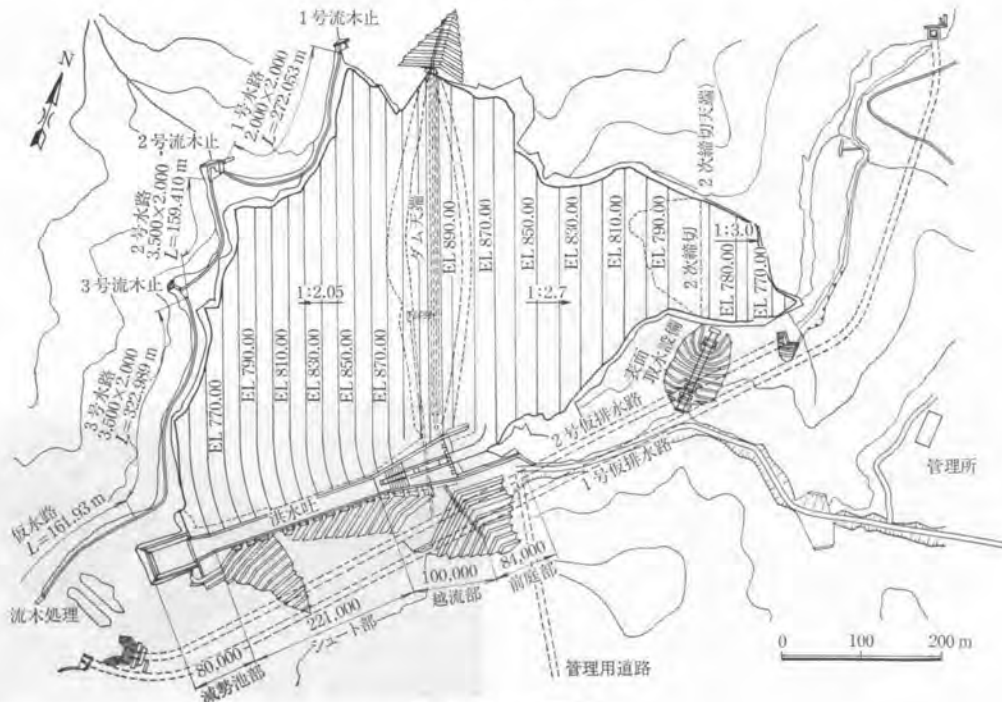 1号流木止
N
1号水路
2.000×2.000
L=272.053 m
2号流木止
2号水路
3.500×2.000
L=159.410 m
3号流木止
3号水路
3.500×2.000
L=322.989 m
仮水路
L=161.93 m
流木処理
EL 770.00
EL 790.00
EL 810.00
EL 830.00
EL 850.00
EL 870.00
1:2.05
ダム天端
EL 890.00
EL 870.00
EL 850.00
EL 830.00
EL 810.00
EL 790.00
1:2.7
2次締切
2次締切天端
EL 780.00
EL 770.00
1:3.0
表面
取水設備
2号仮排水路
1号仮排水路
管理所
洪水吐
80,000
221,000
100,000
84,000
減勢池部
シュート部
越流部
前庭部
管理用道路
0 100 200 m